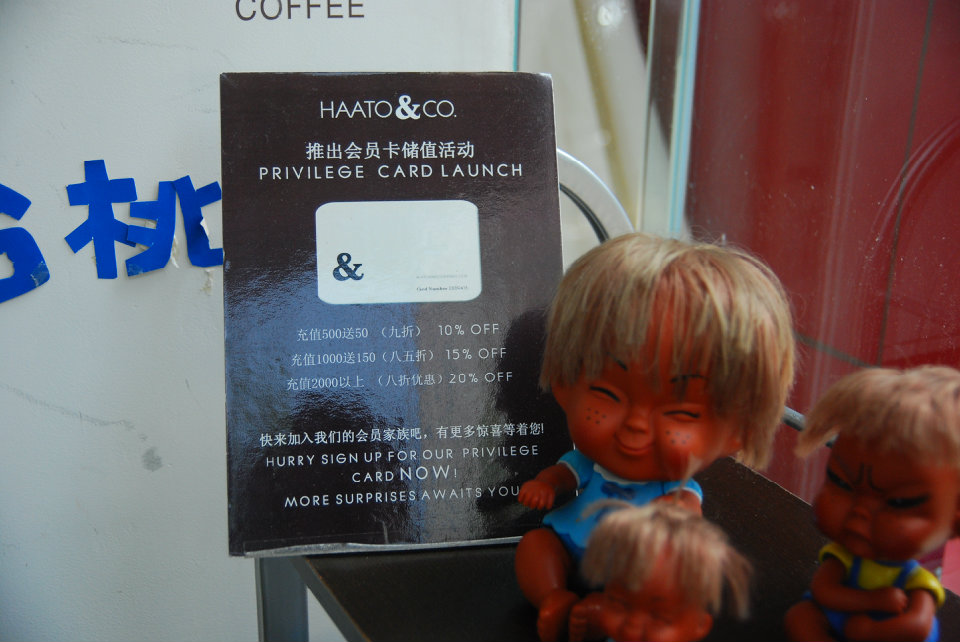 COFFEE
桃
HAATO&CO.
推出会员卡储值活动
PRIVILEGE CARD LAUNCH
&
充值500送50 （九折） 10% OFF
充值1000送150（八五折）15% OFF
充值2000以上 （八折优惠）20% OFF
快来加入我们的会员家族吧，有更多惊喜等着您!
HURRY SIGN UP FOR OUR PRIVILEGE
CARD NOW!
MORE SURPRISES AWAITS YOU